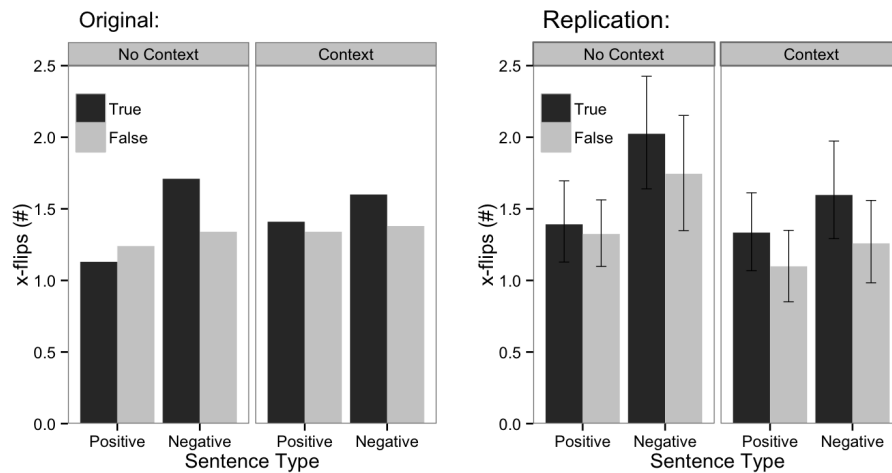 Original:
No Context
Context
2.5
2.0
1.5
1.0
0.5
0.0
x-flips (#)
True
False
Positive
Negative
Positive
Negative
Sentence Type
Replication:
No Context
Context
2.5
2.0
1.5
1.0
0.5
0.0
x-flips (#)
True
False
Positive
Negative
Positive
Negative
Sentence Type